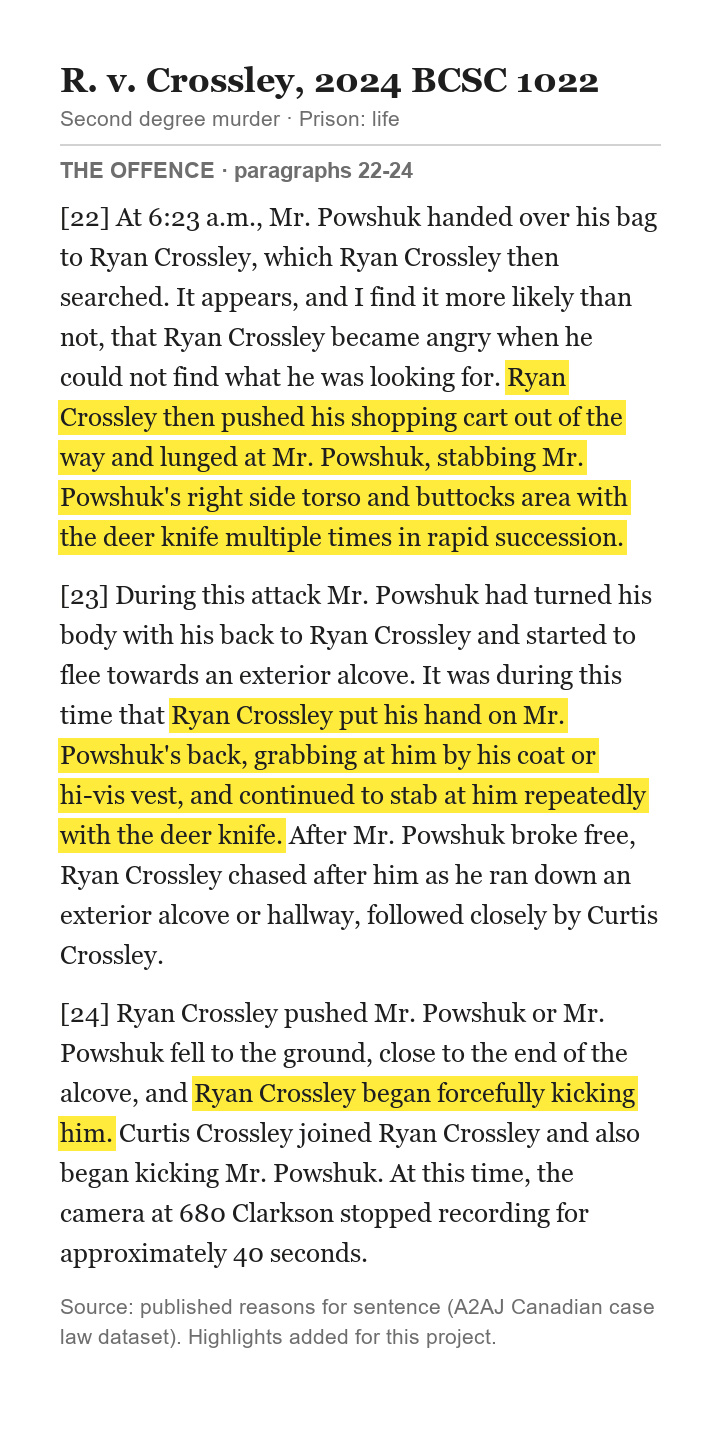 R. v. Crossley, 2024 BCSC 1022
Second degree murder · Prison: life
THE OFFENCE · paragraphs 22-24
[22] At 6:23 a.m., Mr. Powshuk handed over his bag
to Ryan Crossley, which Ryan Crossley then
searched. It appears, and I find it more likely than
not, that Ryan Crossley became angry when he
could not find what he was looking for. Ryan
Crossley then pushed his shopping cart out of the
way and lunged at Mr. Powshuk, stabbing Mr.
Powshuk's right side torso and buttocks area with
the deer knife multiple times in rapid succession.
[23] During this attack Mr. Powshuk had turned his
body with his back to Ryan Crossley and started to
flee towards an exterior alcove. It was during this
time that Ryan Crossley put his hand on Mr.
Powshuk's back, grabbing at him by his coat or
hi-vis vest, and continued to stab at him repeatedly
with the deer knife. After Mr. Powshuk broke free,
Ryan Crossley chased after him as he ran down an
exterior alcove or hallway, followed closely by Curtis
Crossley.
[24] Ryan Crossley pushed Mr. Powshuk or Mr.
Powshuk fell to the ground, close to the end of the
alcove, and Ryan Crossley began forcefully kicking
him. Curtis Crossley joined Ryan Crossley and also
began kicking Mr. Powshuk. At this time, the
camera at 680 Clarkson stopped recording for
approximately 40 seconds.
Source: published reasons for sentence (A2AJ Canadian case
law dataset). Highlights added for this project.